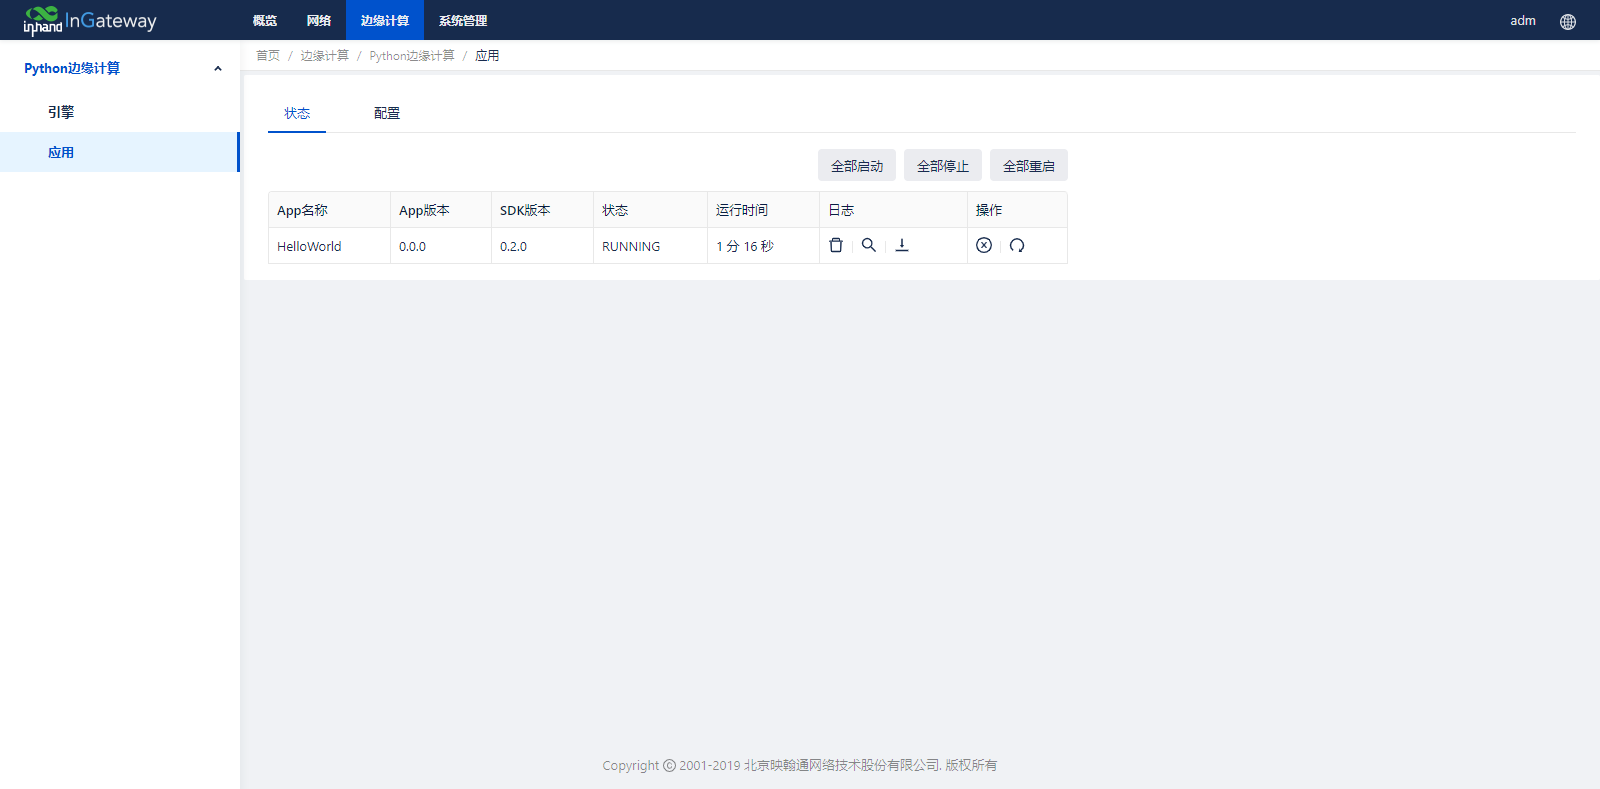 inhand InGateway 概览 网络 边缘计算 系统管理 adm
Python边缘计算
引擎
应用
首页 / 边缘计算 / Python边缘计算 / 应用
状态 配置
全部启动 全部停止 全部重启
App名称 App版本 SDK版本 状态 运行时间 日志 操作
HelloWorld 0.0.0 0.2.0 RUNNING 1 分 16 秒
Copyright © 2001-2019 北京映翰通网络技术股份有限公司. 版权所有